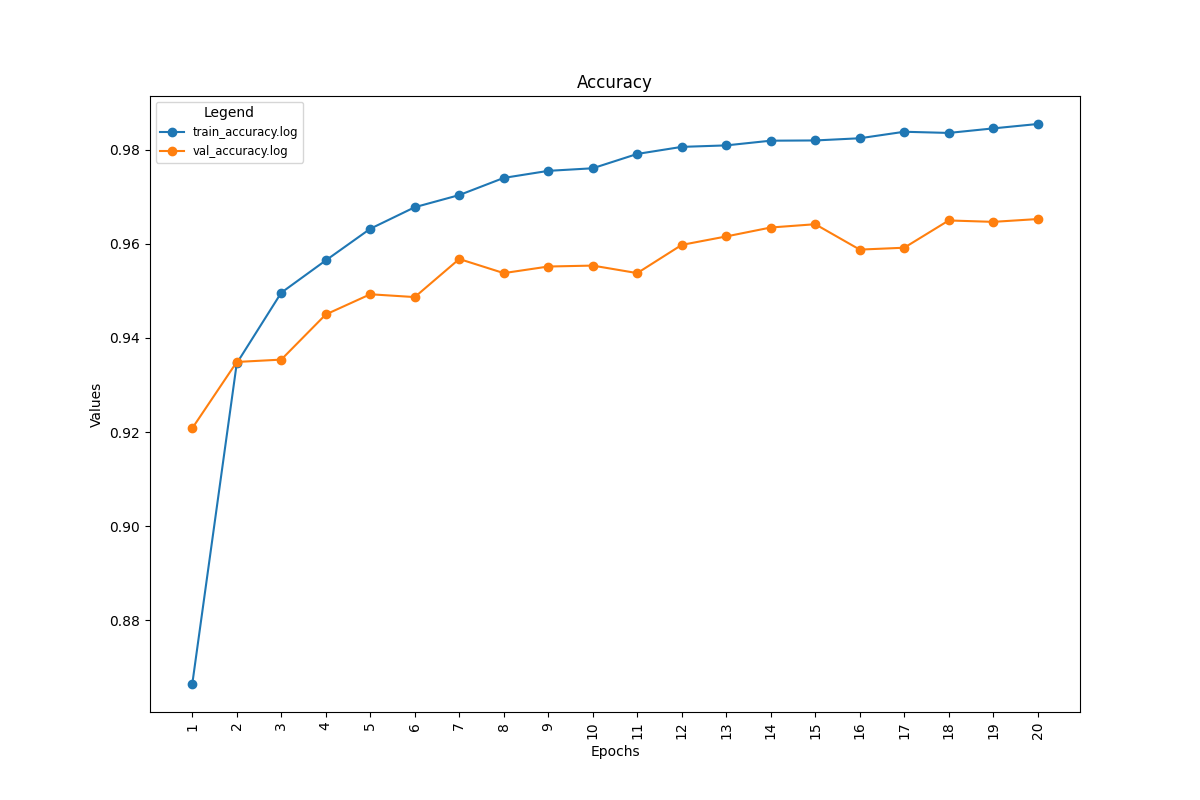 Accuracy
Legend
train_accuracy.log
val_accuracy.log
0.98
0.96
0.94
0.92
0.90
0.88
Values
1 2 3 4 5 6 7 8 9 10 11 12 13 14 15 16 17 18 19 20
Epochs